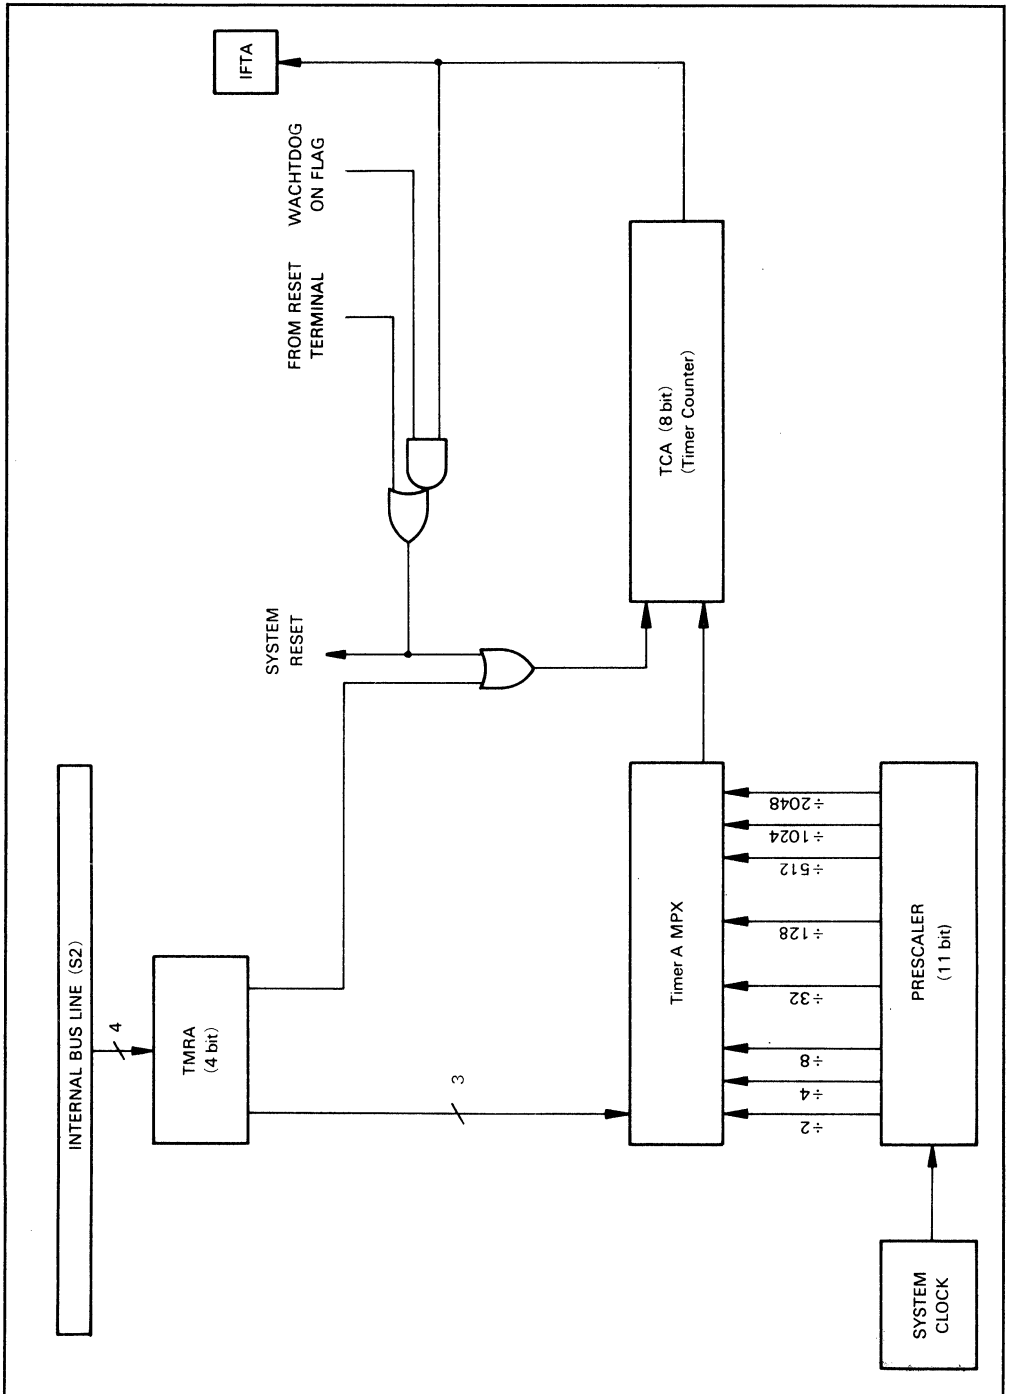 INTERNAL BUS LINE (S2)
4
TMRA
(4 bit)
3
SYSTEM
RESET
FROM RESET
TERMINAL
WACHTDOG
ON FLAG
IFTA
Timer A MPX
TCA (8 bit)
(Timer Counter)
÷2
÷4
÷8
÷32
÷128
÷512
÷1024
÷2048
SYSTEM
CLOCK
PRESCALER
(11 bit)